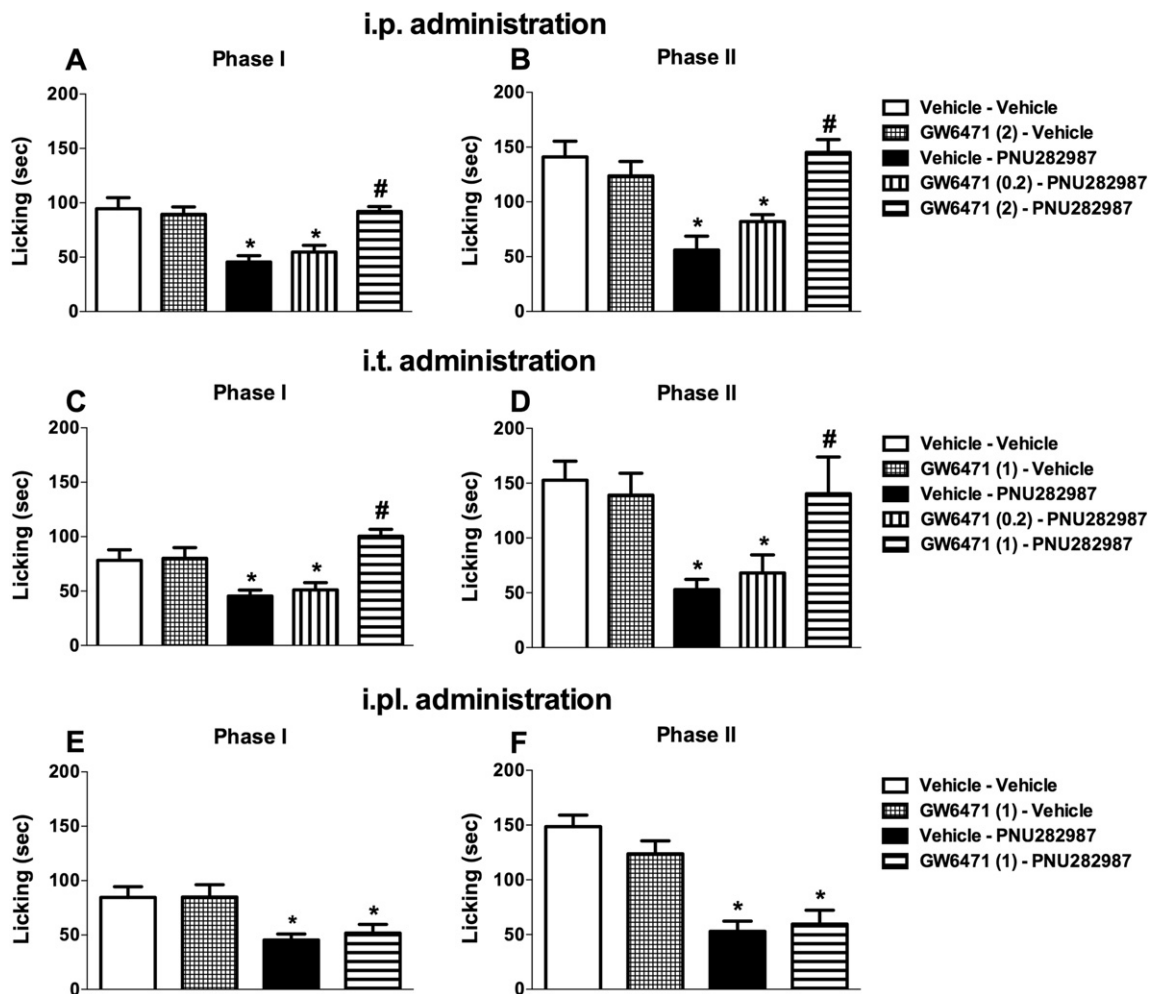 i.p. administration
A
Phase I
Licking (sec)
200
150
100
50
0
*
*
#
B
Phase II
Licking (sec)
200
150
100
50
0
*
*
#
Vehicle - Vehicle
GW6471 (2) - Vehicle
Vehicle - PNU282987
GW6471 (0.2) - PNU282987
GW6471 (2) - PNU282987
i.t. administration
C
Phase I
Licking (sec)
200
150
100
50
0
*
*
#
D
Phase II
Licking (sec)
200
150
100
50
0
*
*
#
Vehicle - Vehicle
GW6471 (1) - Vehicle
Vehicle - PNU282987
GW6471 (0.2) - PNU282987
GW6471 (1) - PNU282987
i.pl. administration
E
Phase I
Licking (sec)
200
150
100
50
0
*
*
F
Phase II
Licking (sec)
200
150
100
50
0
*
*
Vehicle - Vehicle
GW6471 (1) - Vehicle
Vehicle - PNU282987
GW6471 (1) - PNU282987